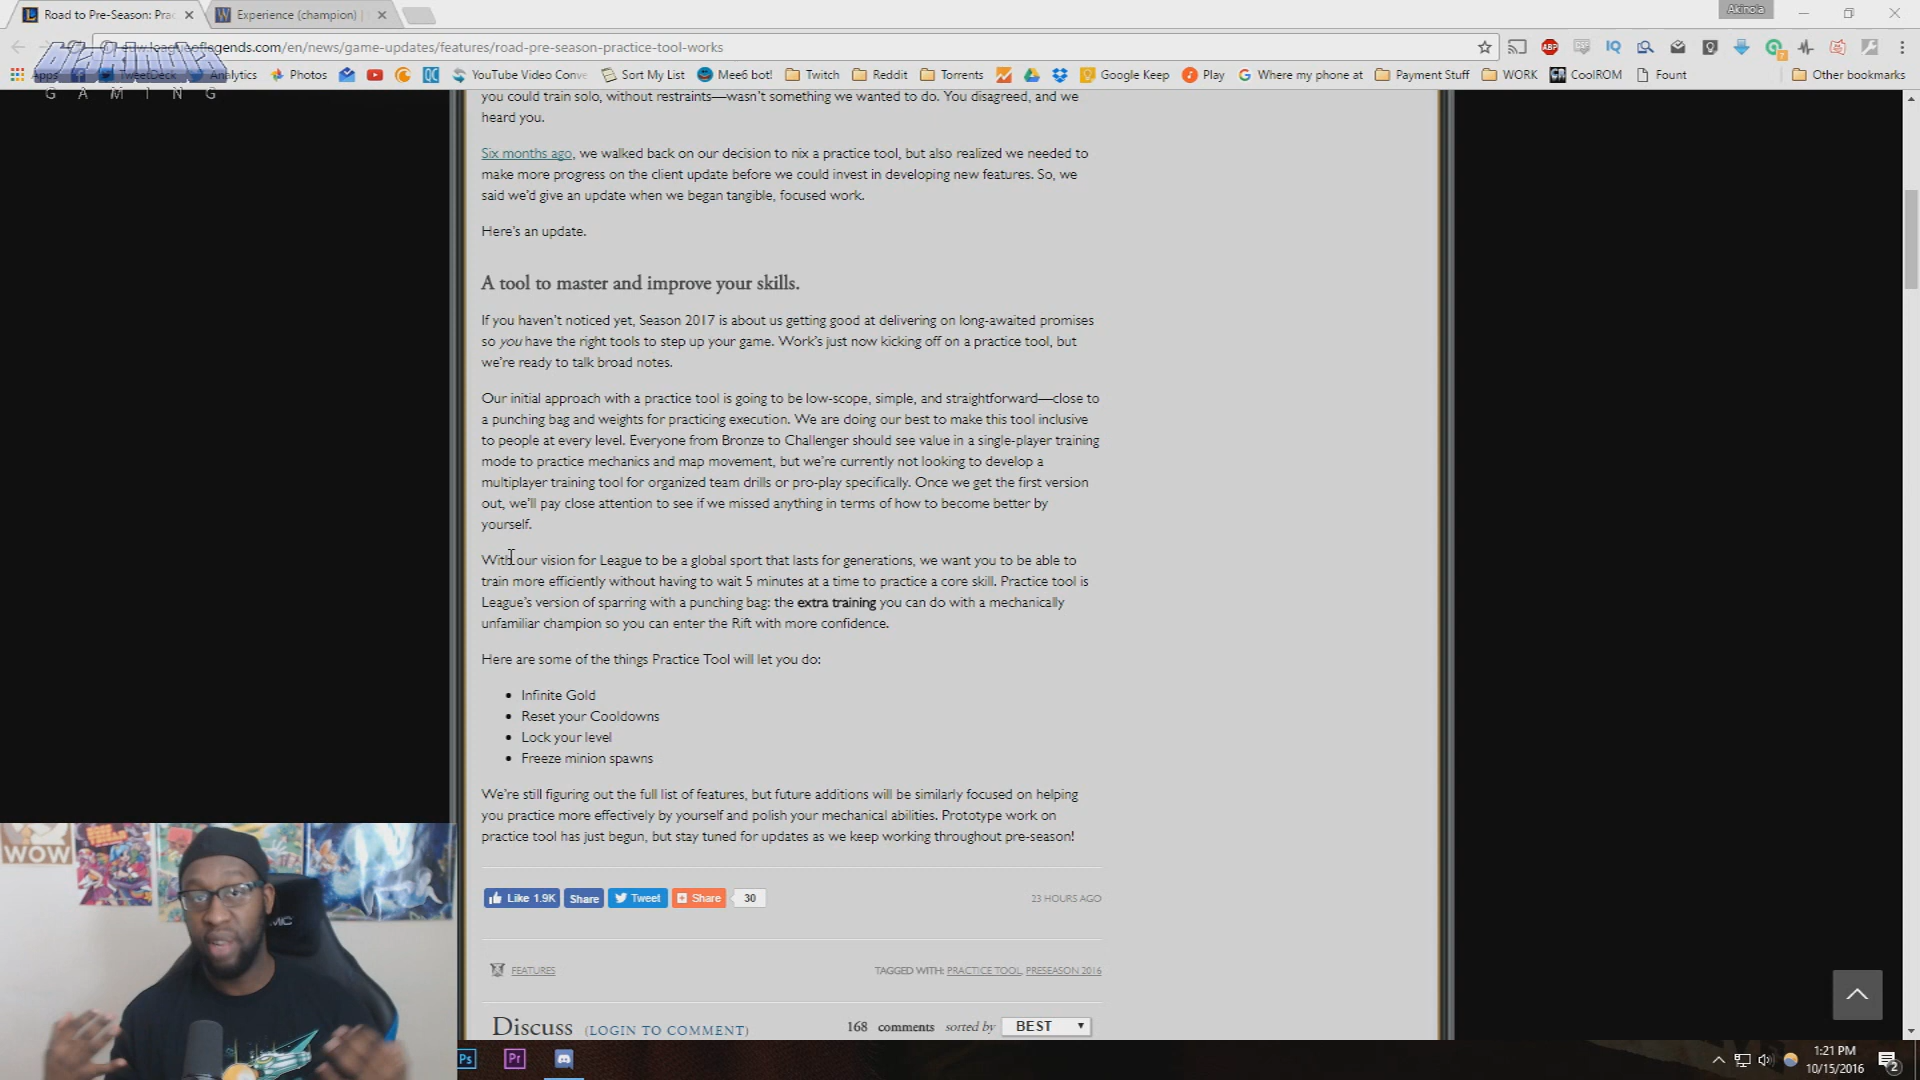 Road to Pre-Season: Prac
Experience (champion) |
Akinola
leagueoflegends.com/en/news/game-updates/features/road-pre-season-practice-tool-works
Apps
TweetDeck
Analytics
Photos
YouTube Video Conve
Sort My List
Mee6 bot!
Twitch
Reddit
Torrents
Google Keep
Play
Where my phone at
Payment Stuff
WORK
CoolROM
Fount
Other bookmarks
GAMING
you could train solo, without restraints—wasn't something we wanted to do. You disagreed, and we
heard you.
Six months ago, we walked back on our decision to nix a practice tool, but also realized we needed to
make more progress on the client update before we could invest in developing new features. So, we
said we'd give an update when we began tangible, focused work.
Here's an update.
A tool to master and improve your skills.
If you haven't noticed yet, Season 2017 is about us getting good at delivering on long-awaited promises
so you have the right tools to step up your game. Work's just now kicking off on a practice tool, but
we're ready to talk broad notes.
Our initial approach with a practice tool is going to be low-scope, simple, and straightforward—close to
a punching bag and weights for practicing execution. We are doing our best to make this tool inclusive
to people at every level. Everyone from Bronze to Challenger should see value in a single-player training
mode to practice mechanics and map movement, but we're currently not looking to develop a
multiplayer training tool for organized team drills or pro-play specifically. Once we get the first version
out, we'll pay close attention to see if we missed anything in terms of how to become better by
yourself.
With our vision for League to be a global sport that lasts for generations, we want you to be able to
train more efficiently without having to wait 5 minutes at a time to practice a core skill. Practice tool is
League's version of sparring with a punching bag: the extra training you can do with a mechanically
unfamiliar champion so you can enter the Rift with more confidence.
Here are some of the things Practice Tool will let you do:
• Infinite Gold
• Reset your Cooldowns
• Lock your level
• Freeze minion spawns
We're still figuring out the full list of features, but future additions will be similarly focused on helping
you practice more effectively by yourself and polish your mechanical abilities. Prototype work on
practice tool has just begun, but stay tuned for updates as we keep working throughout pre-season!
Like 1.9K
Share
Tweet
Share
30
23 HOURS AGO
FEATURES
TAGGED WITH: PRACTICE TOOL, PRESEASON 2016
Discuss (LOGIN TO COMMENT)
168 comments sorted by BEST
WOW
Ps
Pr
1:21 PM
10/15/2016
2